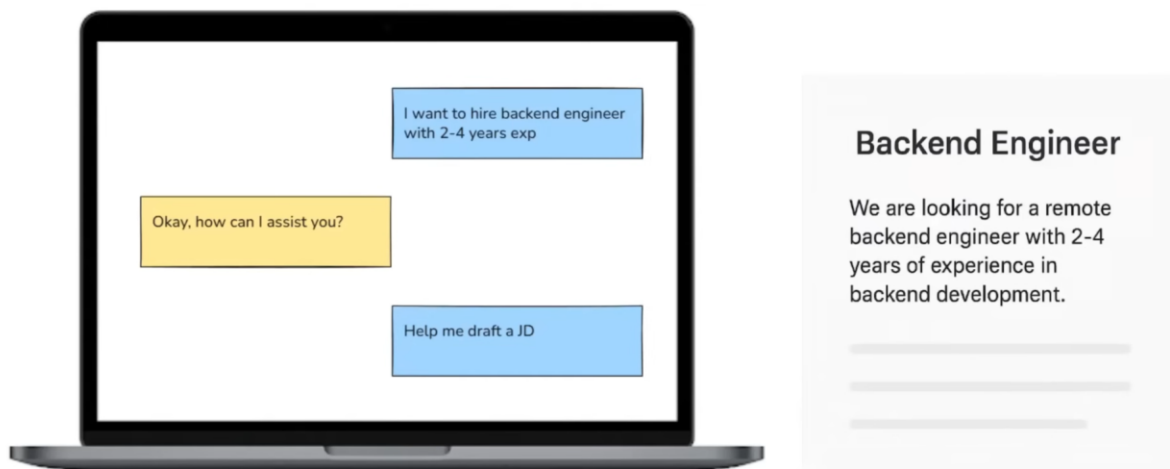 I want to hire backend engineer
with 2-4 years exp
Okay, how can I assist you?
Help me draft a JD
Backend Engineer
We are looking for a remote
backend engineer with 2-4
years of experience in
backend development.